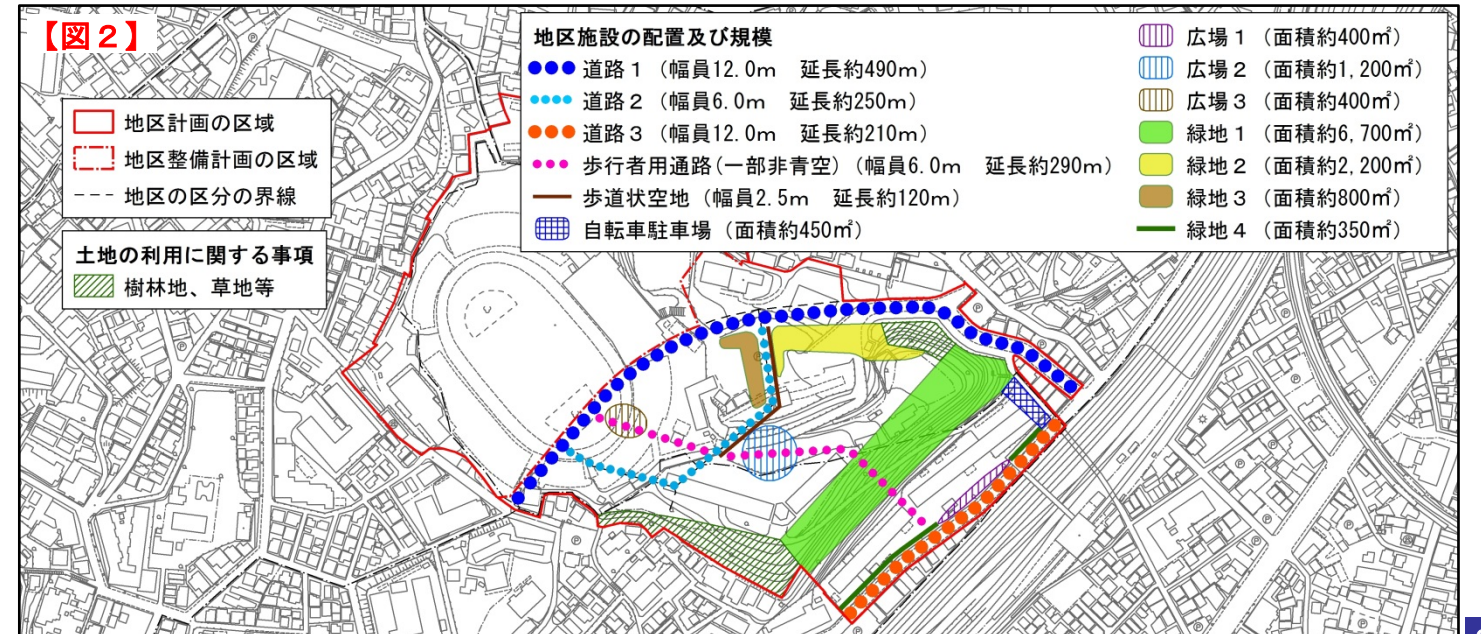 【図２】
地区計画の区域
地区整備計画の区域
地区の区分の界線
土地の利用に関する事項
樹林地、草地等
地区施設の配置及び規模
道路１（幅員12.0m　延長約490m）
道路２（幅員6.0m　延長約250m）
道路３（幅員12.0m　延長約210m）
歩行者用通路(一部非青空)（幅員6.0m　延長約290m）
歩道状空地（幅員2.5m　延長約120m）
自転車駐車場（面積約450㎡）
広場１（面積約400㎡）
広場２（面積約1,200㎡）
広場３（面積約400㎡）
緑地１（面積約6,700㎡）
緑地２（面積約2,200㎡）
緑地３（面積約800㎡）
緑地４（面積約350㎡）